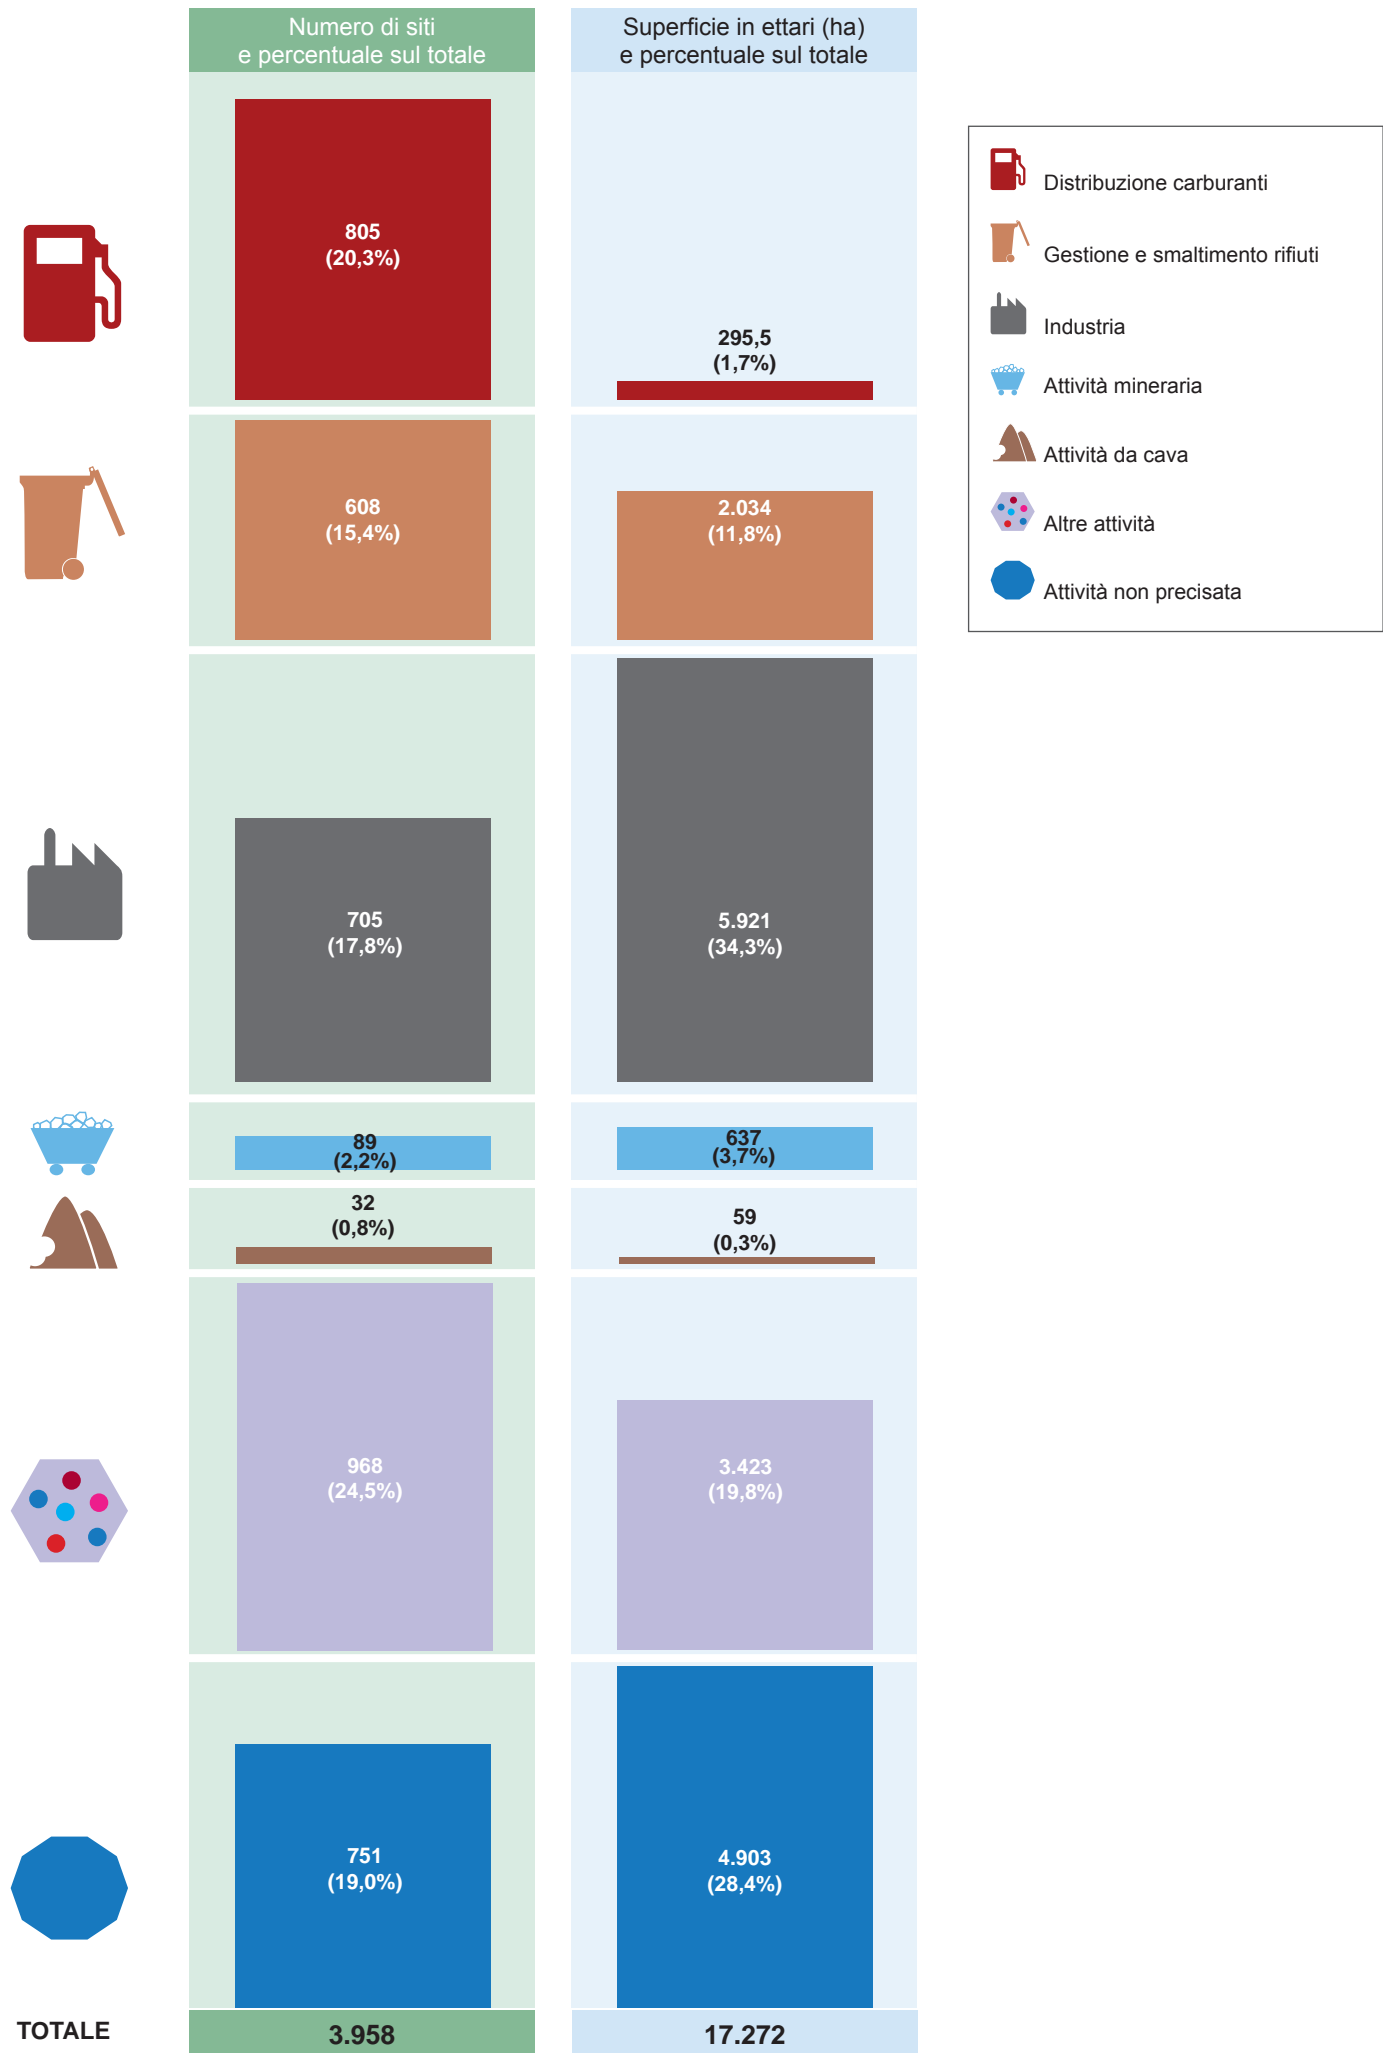 Numero di siti
e percentuale sul totale
Superficie in ettari (ha)
e percentuale sul totale
805
(20,3%)
295,5
(1,7%)
608
(15,4%)
2.034
(11,8%)
705
(17,8%)
5.921
(34,3%)
89
(2,2%)
637
(3,7%)
32
(0,8%)
59
(0,3%)
968
(24,5%)
3.423
(19,8%)
751
(19,0%)
4.903
(28,4%)
TOTALE
3.958
17.272
Distribuzione carburanti
Gestione e smaltimento rifiuti
Industria
Attività mineraria
Attività da cava
Altre attività
Attività non precisata